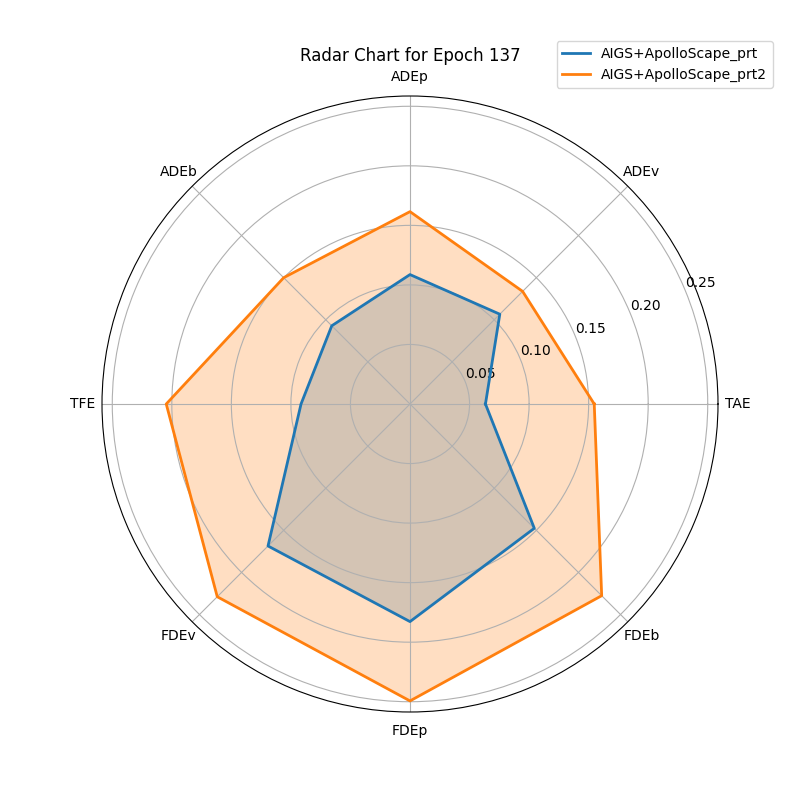 Radar Chart for Epoch 137
AIGS+ApolloScape_prt
AIGS+ApolloScape_prt2
ADEp
ADEb
ADEv
0.25
0.20
0.15
0.10
0.05
TFE
TAE
FDEv
FDEb
FDEp